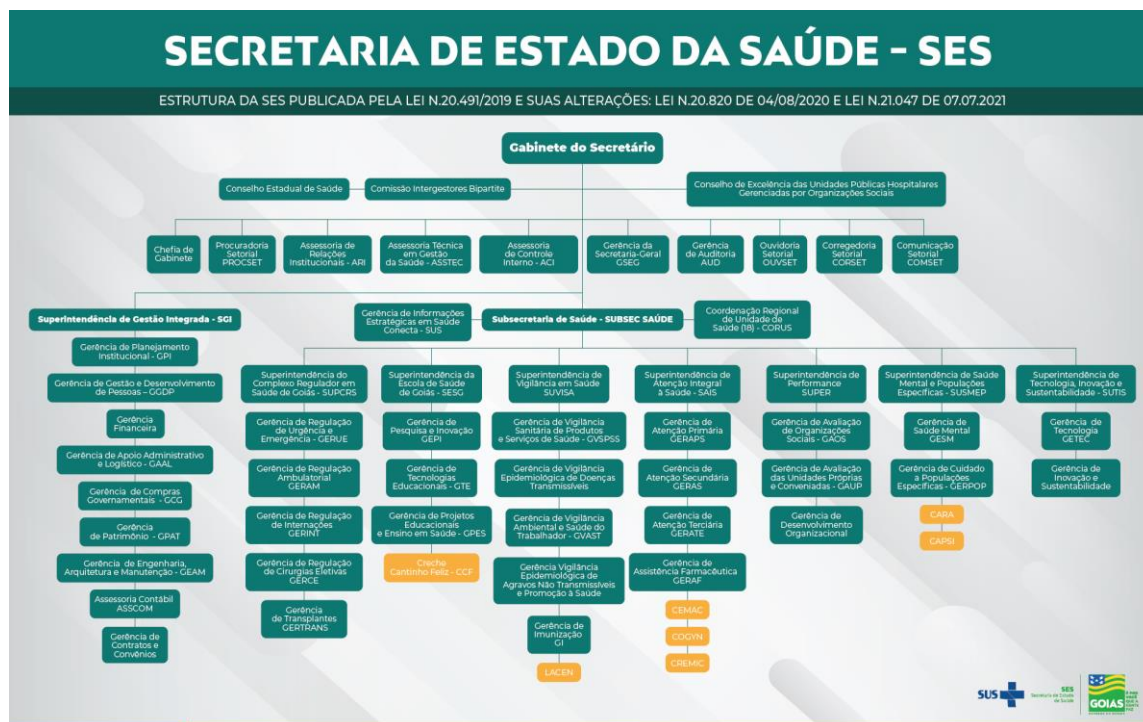 SECRETARIA DE ESTADO DA SAÚDE - SES
ESTRUTURA DA SES PUBLICADA PELA LEI N.20.491/2019 E SUAS ALTERAÇÕES: LEI N.20.820 DE 04/08/2020 E LEI N.21.047 DE 07.07.2021
Gabinete do Secretário
Conselho Estadual de Saúde
Comissão Intergestores Bipartite
Conselho de Excelência das Unidades Públicas Hospitalares
Gerenciadas por Organizações Sociais
Chefia de
Gabinete
Procuradoria
Setorial
PROCSET
Assessoria de
Relações
Institucionais - ARI
Assessoria Técnica
em Gestão
da Saúde - ASSTEC
Assessoria
de Controle
Interno - ACI
Gerência da
Secretaria-Geral
GSEG
Gerência
de Auditoria
AUD
Ouvidoria
Setorial
OUVSET
Corregedoria
Setorial
CORSET
Comunicação
Setorial
COMSET
Superintendência de Gestão Integrada - SGI
Gerência de Planejamento
Institucional - GPI
Gerência de Gestão e Desenvolvimento
de Pessoas - GGDP
Gerência
Financeira
Gerência de Apoio Administrativo
e Logístico - GAAL
Gerência de Compras
Governamentais - GCG
Gerência
de Patrimônio - GPAT
Gerência de Engenharia,
Arquitetura e Manutenção - GEAM
Assessoria Contábil
ASSCOM
Gerência de
Contratos e
Convênios
Gerência de Informações
Estratégicas em Saúde
Conecta - SUS
Subsecretaria de Saúde - SUBSEC SAÚDE
Coordenação Regional
de Unidade de
Saúde (18) - CORUS
Superintendência do
Complexo Regulador em
Saúde de Goiás - SUPCRS
Gerência de Regulação
de Urgência e
Emergência - GERUE
Gerência de Regulação
Ambulatorial
GERAM
Gerência de Regulação
de Internações
GERINT
Gerência de Regulação
de Cirurgias Eletivas
GERCE
Gerência
de Transplantes
GERTRANS
Superintendência da
Escola de Saúde
de Goiás - SESG
Gerência de
Pesquisa e Inovação
GEPI
Gerência de
Tecnologias
Educacionais - GTE
Gerência de Projetos
Educacionais
e Ensino em Saúde - GPES
Creche
Cantinho Feliz - CCF
Superintendência de
Vigilância em Saúde
SUVISA
Gerência de Vigilância
Sanitária de Produtos
e Serviços de Saúde - GVSPSS
Gerência de Vigilância
Epidemiológica de Doenças
Transmissíveis
Gerência de Vigilância
Ambiental e Saúde do
Trabalhador - GVAST
Gerência Vigilância
Epidemiológica de
Agravos Não Transmissíveis
e Promoção à Saúde
Gerência de
Imunização
GI
LACEN
Superintendência de
Atenção Integral
à Saúde - SAIS
Gerência de
Atenção Primária
GERAPS
Gerência de
Atenção Secundária
GERAS
Gerência de
Atenção Terciária
GERATE
Gerência de
Assistência Farmacêutica
GERAF
CEMAC
COGYN
CREMIC
Superintendência de
Performance
SUPER
Gerência de Avaliação
de Organizações
Sociais - GAOS
Gerência de Avaliação
das Unidades Próprias
e Conveniadas - GAUP
Gerência de
Desenvolvimento
Organizacional
Superintendência de Saúde
Mental e Populações
Específicas - SUSMEP
Gerência de
Saúde Mental
GESM
Gerência de Cuidado
a Populações
Específicas - GERPOP
CARA
CAPSI
Superintendência de
Tecnologia, Inovação e
Sustentabilidade - SUTIS
Gerência de
Tecnologia
GETEC
Gerência de
Inovação e
Sustentabilidade
SUS
SES
Secretaria de Estado
da Saúde
GOIÁS